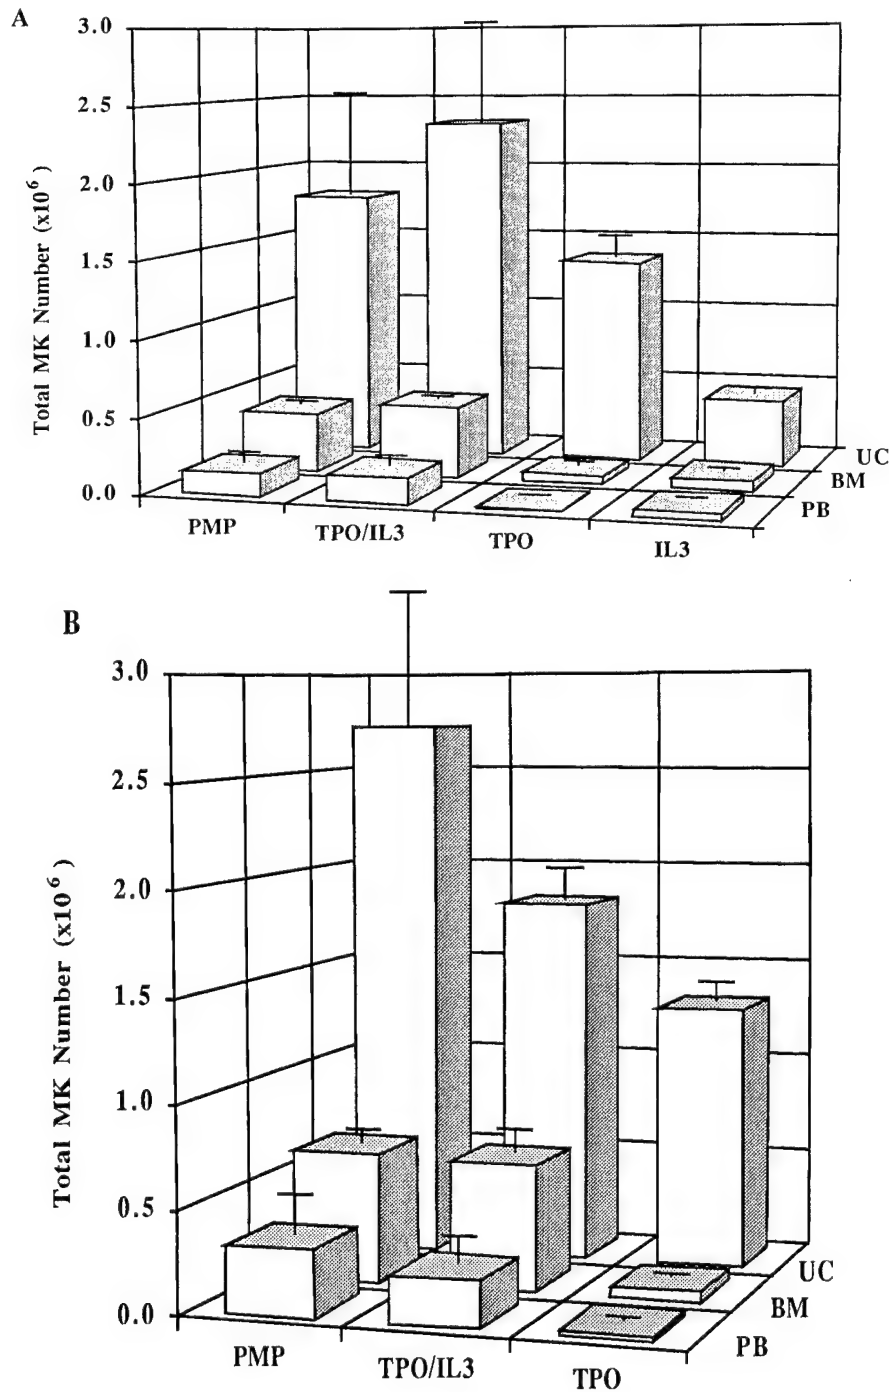 A
3.0
2.5
2.0
1.5
1.0
0.5
0.0
Total MK Number (x10⁶ )
PMP
TPO/IL3
TPO
IL3
UC
BM
PB
B
3.0
2.5
2.0
1.5
1.0
0.5
0.0
Total MK Number (x10⁶ )
PMP
TPO/IL3
TPO
UC
BM
PB